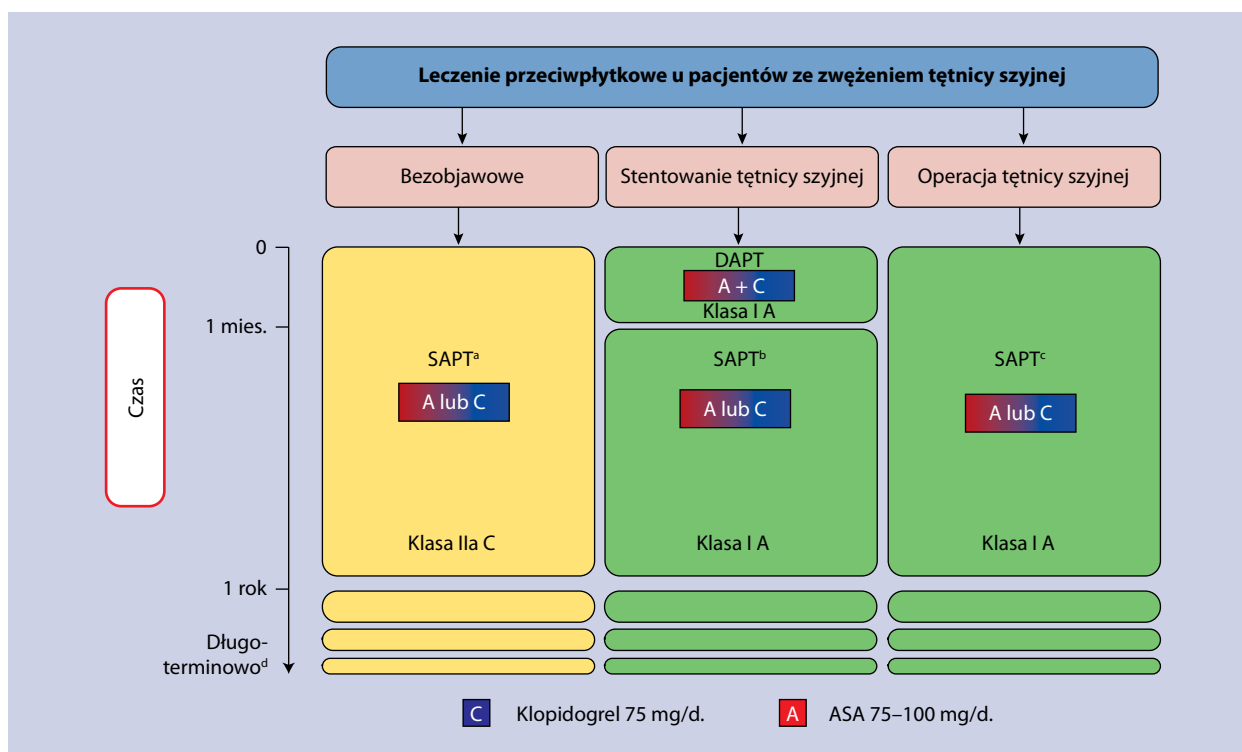 Leczenie przeciwpłytkowe u pacjentów ze zwężeniem tętnicy szyjnej
Bezobjawowe
Stentowanie tętnicy szyjnej
Operacja tętnicy szyjnej
Czas
0
1 mies.
1 rok
Długo-
terminowoᵈ
SAPTᵃ
A lub C
Klasa IIa C
DAPT
A + C
Klasa I A
SAPTᵇ
A lub C
Klasa I A
SAPTᶜ
A lub C
Klasa I A
C Klopidogrel 75 mg/d.
A ASA 75–100 mg/d.